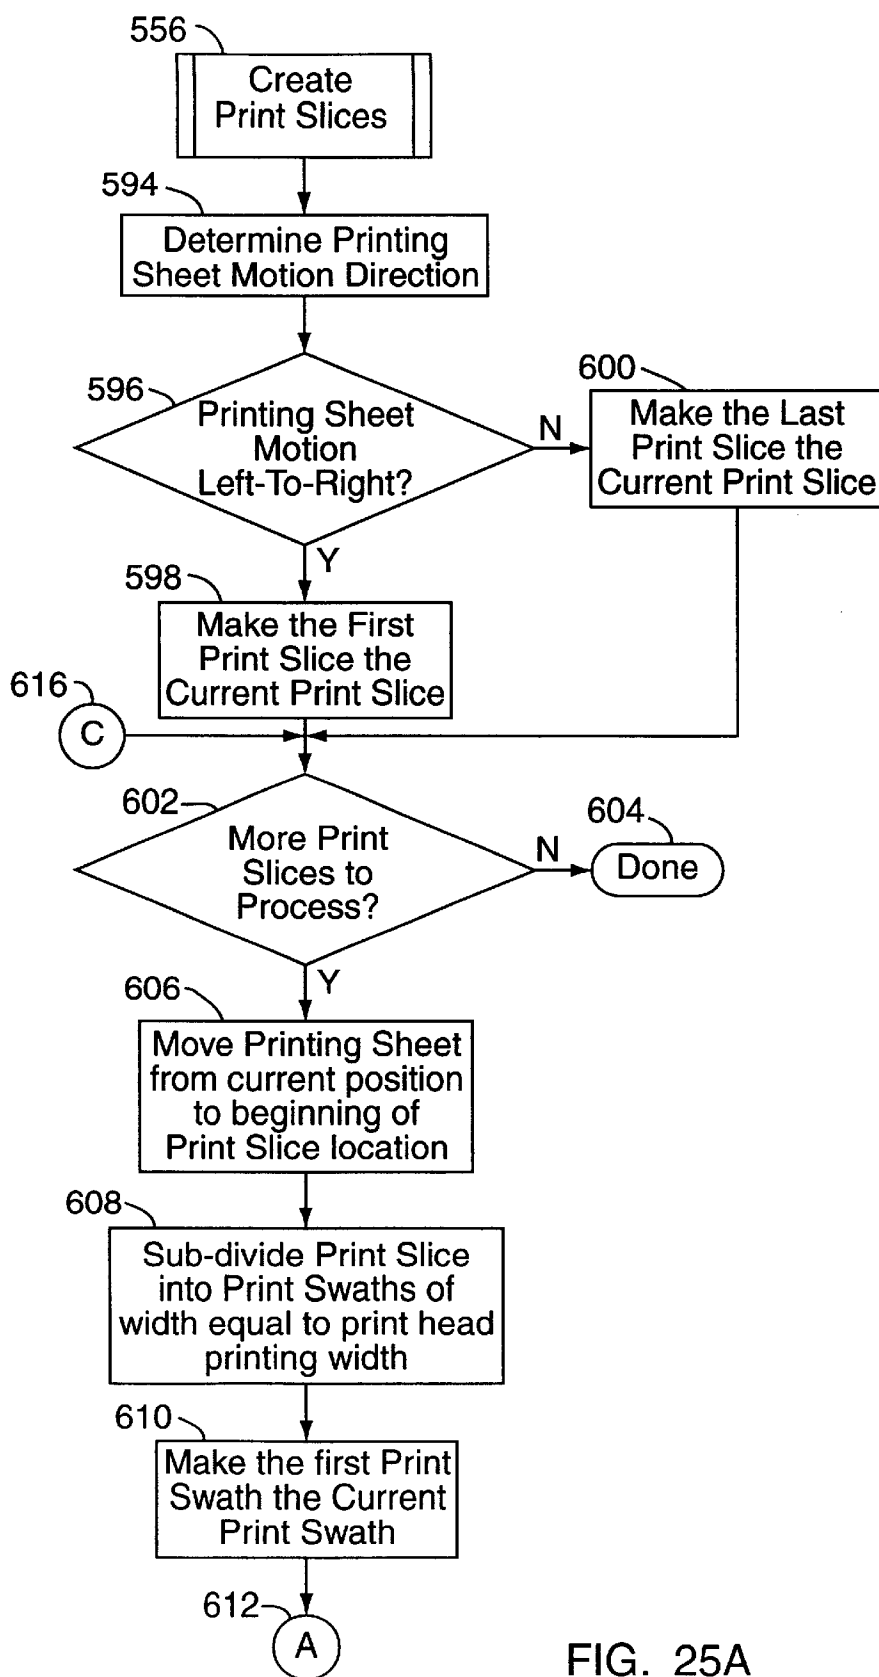 556
Create
Print Slices
594
Determine Printing
Sheet Motion Direction
596
Printing Sheet
Motion
Left-To-Right?
N
600
Make the Last
Print Slice the
Current Print Slice
Y
598
Make the First
Print Slice the
Current Print Slice
616
C
602
More Print
Slices to
Process?
N
604
Done
Y
606
Move Printing Sheet
from current position
to beginning of
Print Slice location
608
Sub-divide Print Slice
into Print Swaths of
width equal to print head
printing width
610
Make the first Print
Swath the Current
Print Swath
612
A
FIG. 25A